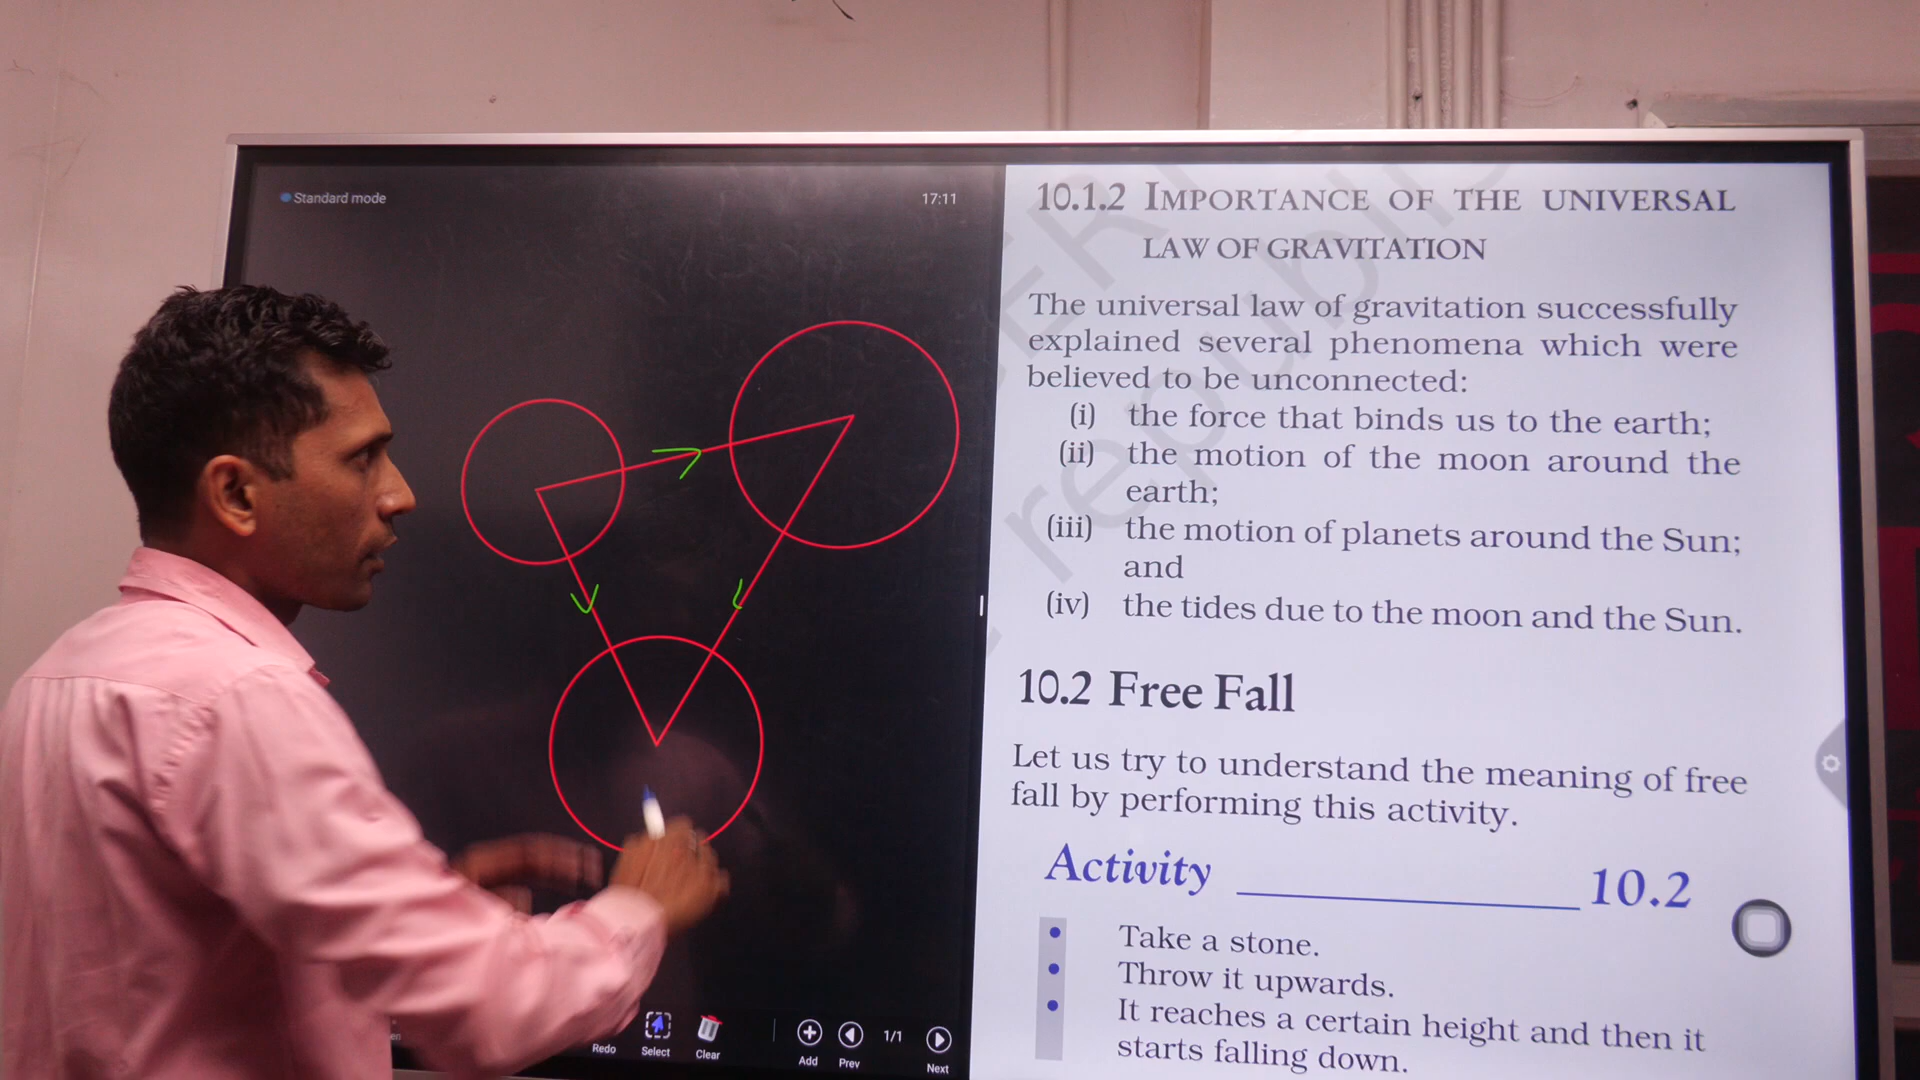 Standard mode
17:11
10.1.2 IMPORTANCE OF THE UNIVERSAL
LAW OF GRAVITATION
The universal law of gravitation successfully
explained several phenomena which were
believed to be unconnected:
(i) the force that binds us to the earth;
(ii) the motion of the moon around the
earth;
(iii) the motion of planets around the Sun;
and
(iv) the tides due to the moon and the Sun.
10.2 Free Fall
Let us try to understand the meaning of free
fall by performing this activity.
Activity 10.2
• Take a stone.
• Throw it upwards.
• It reaches a certain height and then it
starts falling down.
Redo Select Clear Add Prev 1/1 Next
republi